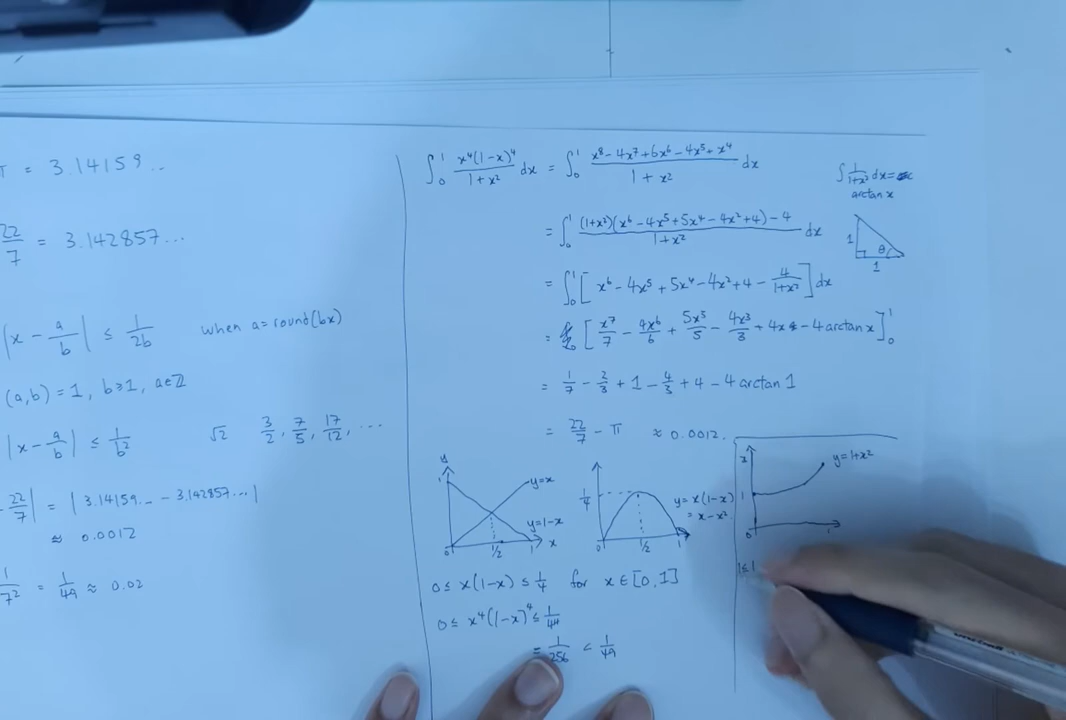 π = 3.14159..
22/7 = 3.142857...
|x - a/b| ≤ 1/2b when a = round(bx)
(a,b) = 1, b≥1, a∈ℤ
|x - a/b| ≤ 1/b²
√2 3/2, 7/5, 17/12, ...
- 22/7| = |3.14159... - 3.142857...|
≈ 0.0012
1/7² = 1/49 ≈ 0.02
∫₀¹ x⁴(1-x)⁴/(1+x²) dx = ∫₀¹ (x⁸ - 4x⁷ + 6x⁶ - 4x⁵ + x⁴)/(1+x²) dx
= ∫₀¹ ((1+x²)(x⁶ - 4x⁵ + 5x⁴ - 4x² + 4) - 4)/(1+x²) dx
= ∫₀¹ [x⁶ - 4x⁵ + 5x⁴ - 4x² + 4 - 4/(1+x²)] dx
= [x⁷/7 - 4x⁶/6 + 5x⁵/5 - 4x³/3 + 4x - 4 arctan x]₀¹
= 1/7 - 2/3 + 1 - 4/3 + 4 - 4 arctan 1
= 22/7 - π ≈ 0.0012.
∫ 1/(1+x²) dx =
arctan x
1 θ
1
y
1
y=x
y=1-x
0 1/2 1 x
1/4
y = x(1-x)
= x - x²
0 1/2 1
0 ≤ x(1-x) ≤ 1/4 for x ∈ [0,1]
0 ≤ x⁴(1-x)⁴ ≤ 1/4⁴
= 1/256 < 1/49
2
y = 1+x²
1
0 1
1 ≤ 1